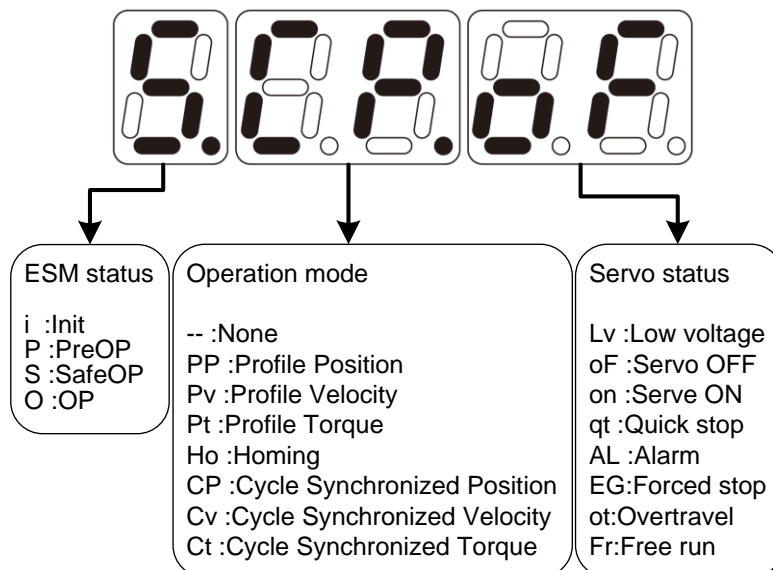 S. C P. o F
ESM status
i :Init
P :PreOP
S :SafeOP
O :OP
Operation mode
-- :None
PP :Profile Position
Pv :Profile Velocity
Pt :Profile Torque
Ho :Homing
CP :Cycle Synchronized Position
Cv :Cycle Synchronized Velocity
Ct :Cycle Synchronized Torque
Servo status
Lv :Low voltage
oF :Servo OFF
on :Serve ON
qt :Quick stop
AL :Alarm
EG:Forced stop
ot:Overtravel
Fr:Free run